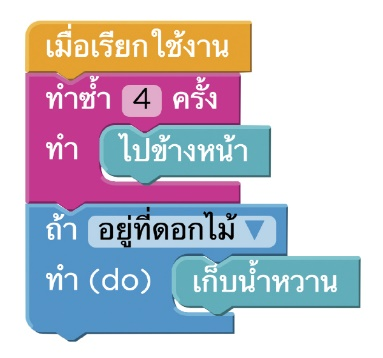 เมื่อเรียกใช้งาน
ทำซ้ำ 4 ครั้ง
ทำ ไปข้างหน้า
ถ้า อยู่ที่ดอกไม้ ▼
ทำ (do) เก็บน้ำหวาน